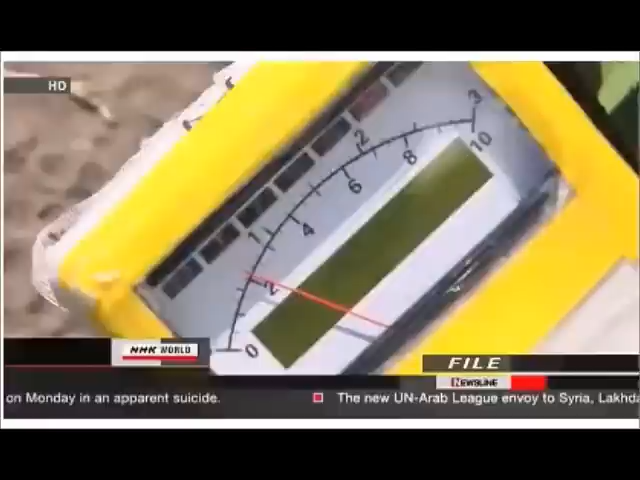 HD
3
10
2
8
6
4
1
2
0
NHK WORLD
FILE
NEWSLINE
on Monday in an apparent suicide. The new UN-Arab League envoy to Syria, Lakhda